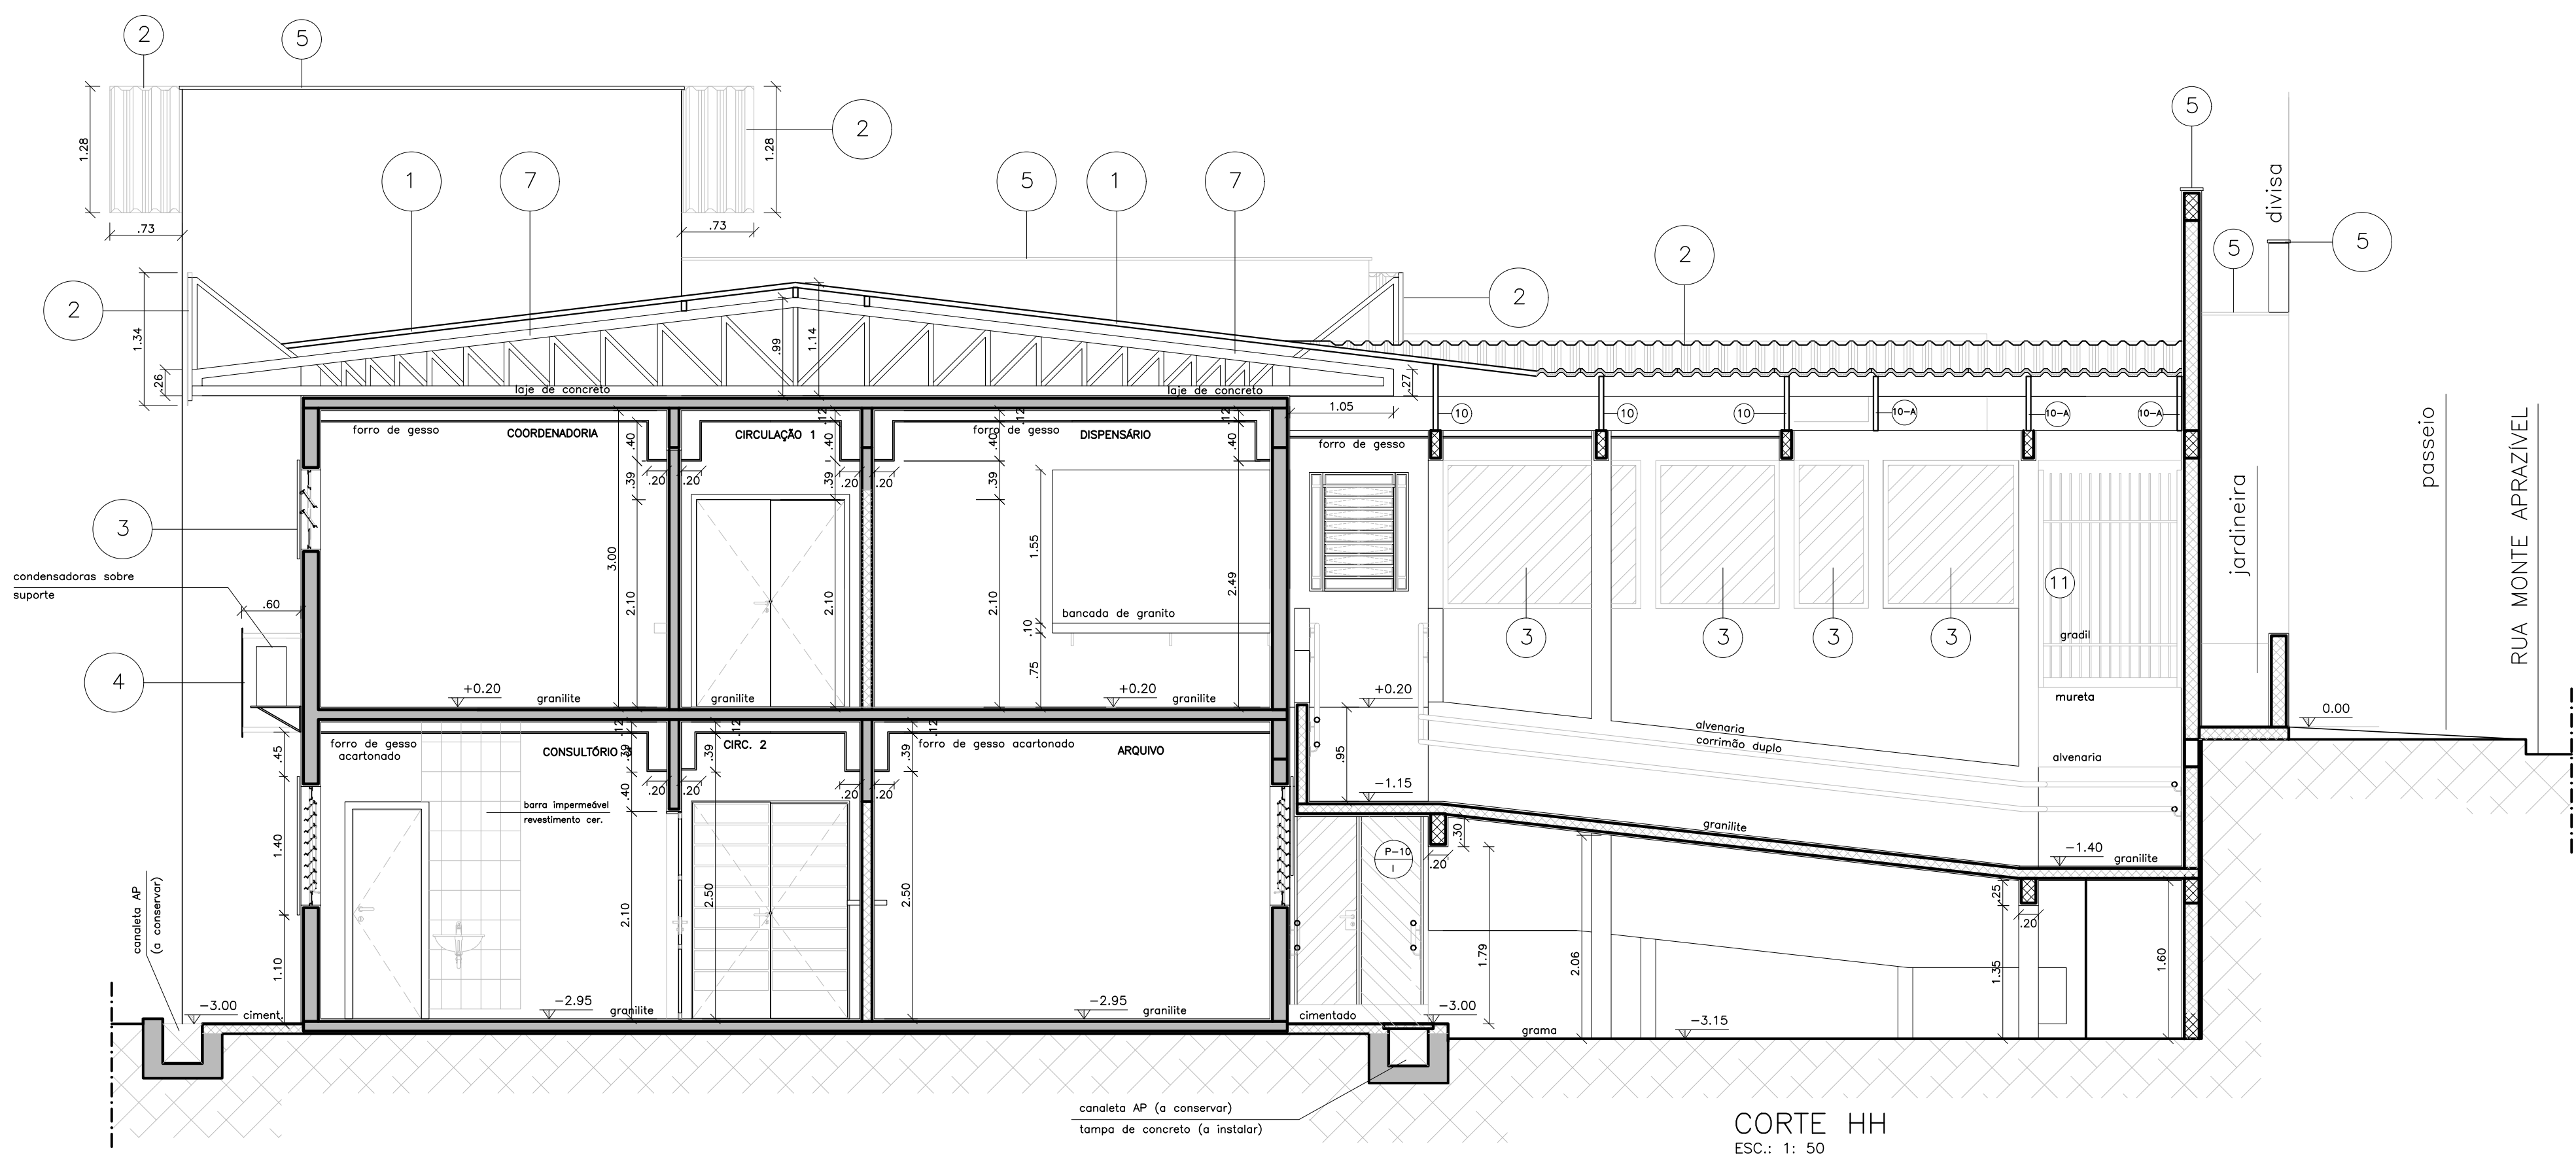 2
5
5
1.28
1.28
2
1
7
5
1
7
divisa
.73
.73
5
5
2
2
2
1.34
.99
1.14
.26
laje de concreto
laje de concreto
.27
1.05
10
10
10
10-A
10-A
10-A
passeio
RUA MONTE APRAZÍVEL
jardineira
forro de gesso
COORDENADORIA
.40
CIRCULAÇÃO 1
.12
.40
forro de gesso
.12
.40
DISPENSÁRIO
.12
.40
forro de gesso
.39
.20
.20
.39
.20
.20
.39
3
3.00
2.10
2.10
2.10
1.55
2.49
bancada de granito
.10
.75
11
3
3
3
3
gradil
mureta
condensadoras sobre
suporte
.60
4
+0.20
granilite
+0.20
granilite
+0.20
0.00
forro de gesso
acartonado
CONSULTÓRIO
.12
.39
CIRC. 2
.12
.39
forro de gesso acartonado
.12
.39
ARQUIVO
alvenaria
corrimão duplo
alvenaria
.45
.20
.20
.20
.20
.40
.95
-1.15
barra impermeável
revestimento cer.
1.40
granilite
-1.40
granilite
P-10
I
.30
.20
2.10
2.50
2.50
.25
.20
canaleta AP
(a conservar)
1.10
1.79
2.06
1.35
1.60
-3.00
ciment.
-2.95
granilite
-2.95
granilite
cimentado
-3.00
grama
-3.15
canaleta AP (a conservar)
tampa de concreto (a instalar)
CORTE HH
ESC.: 1: 50